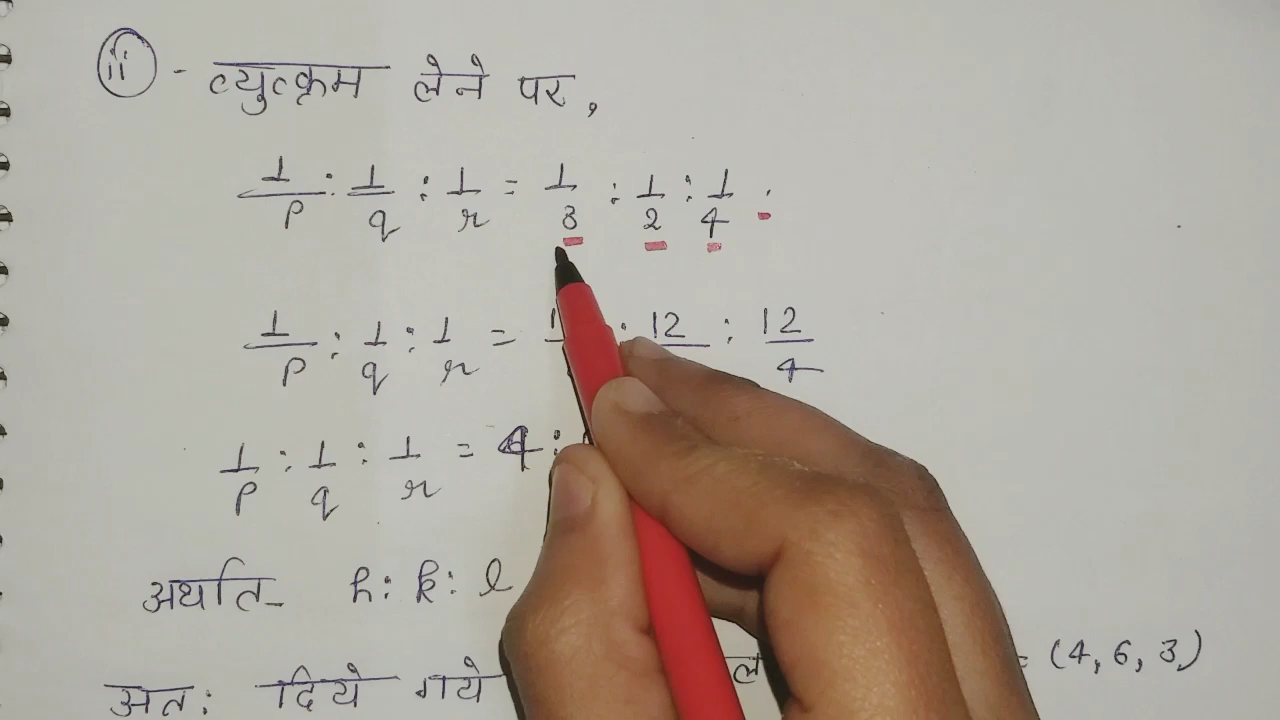 (ii) - व्युत्क्रम लेने पर,
1/p : 1/q : 1/r = 1/3 : 1/2 : 1/4 .
1/p : 1/q : 1/r = : 12 : 12/4
1/p : 1/q : 1/r = 4 :
अर्थात- h : k : l
अतः दिये गये = (4, 6, 3)